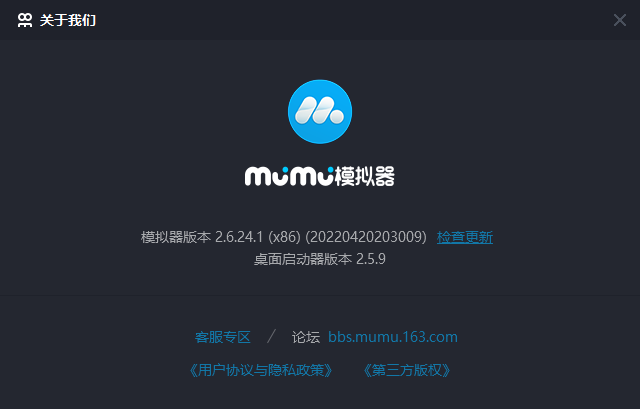 关于我们
mumu模拟器
模拟器版本 2.6.24.1 (x86) (20220420203009) 检查更新
桌面启动器版本 2.5.9
客服专区 / 论坛 bbs.mumu.163.com
《用户协议与隐私政策》 《第三方版权》